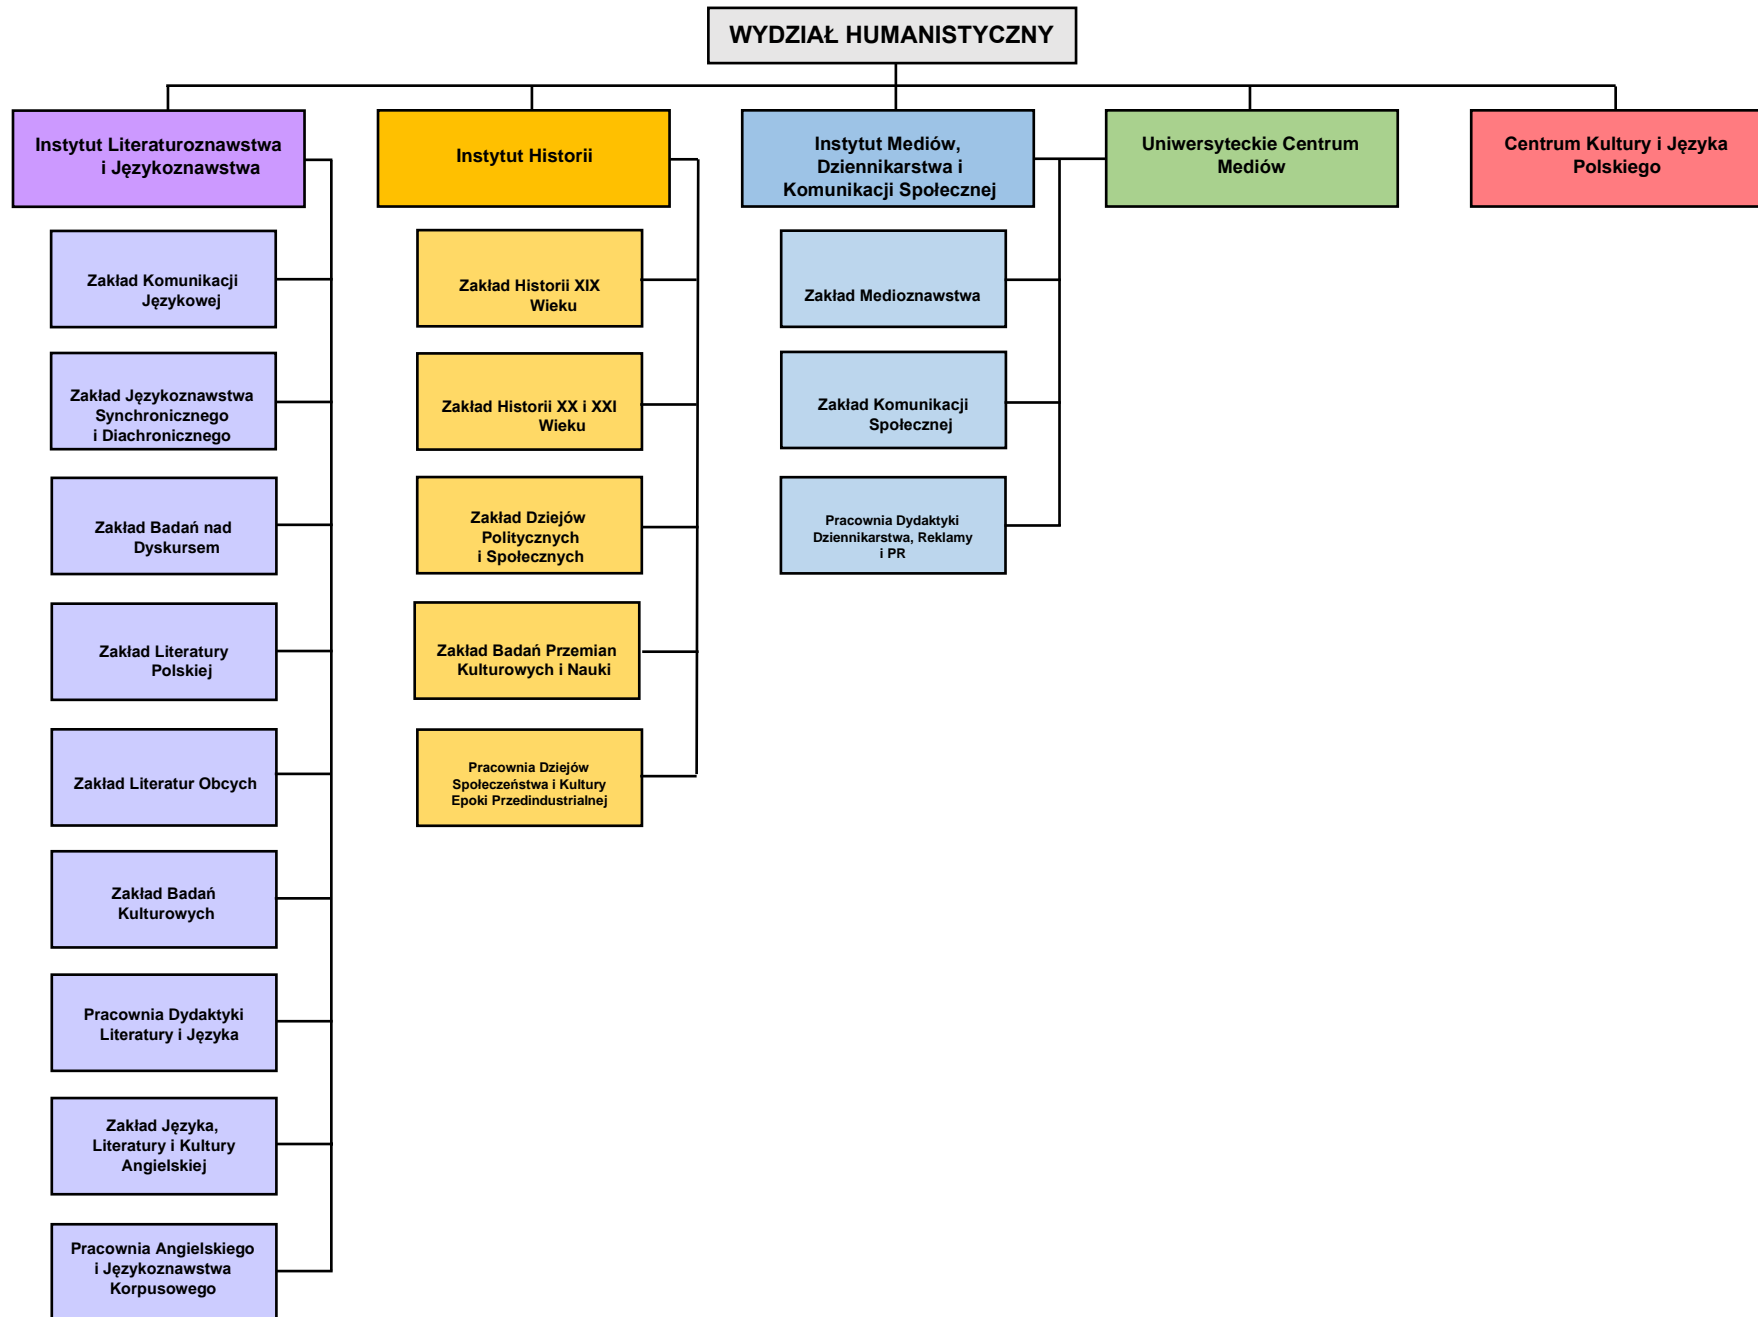 WYDZIAŁ HUMANISTYCZNY
Instytut Literaturoznawstwa
i Językoznawstwa
Instytut Historii
Instytut Mediów,
Dziennikarstwa i
Komunikacji Społecznej
Uniwersyteckie Centrum
Mediów
Centrum Kultury i Języka
Polskiego
Zakład Komunikacji
Językowej
Zakład Językoznawstwa
Synchronicznego
i Diachronicznego
Zakład Badań nad
Dyskursem
Zakład Literatury
Polskiej
Zakład Literatur Obcych
Zakład Badań
Kulturowych
Pracownia Dydaktyki
Literatury i Języka
Zakład Języka,
Literatury i Kultury
Angielskiej
Pracownia Angielskiego
i Językoznawstwa
Korpusowego
Zakład Historii XIX
Wieku
Zakład Historii XX i XXI
Wieku
Zakład Dziejów
Politycznych
i Społecznych
Zakład Badań Przemian
Kulturowych i Nauki
Pracownia Dziejów
Społeczeństwa i Kultury
Epoki Przedindustrialnej
Zakład Medioznawstwa
Zakład Komunikacji
Społecznej
Pracownia Dydaktyki
Dziennikarstwa, Reklamy
i PR